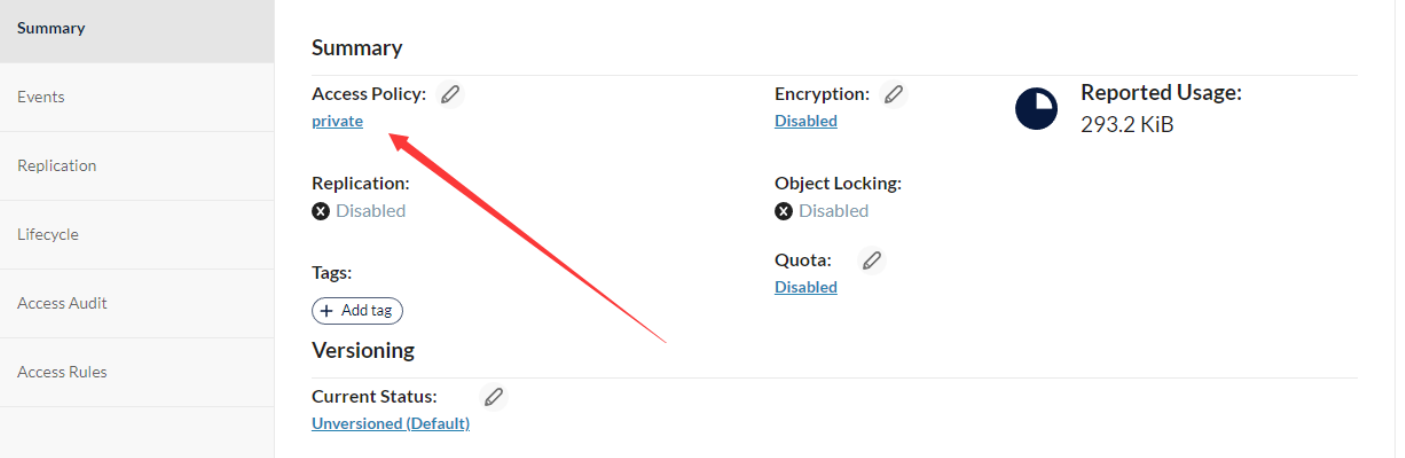 Summary
Events
Replication
Lifecycle
Access Audit
Access Rules
Summary
Access Policy:
private
Encryption:
Disabled
Reported Usage:
293.2 KiB
Replication:
Disabled
Object Locking:
Disabled
Quota:
Disabled
Tags:
+ Add tag
Versioning
Current Status:
Unversioned (Default)